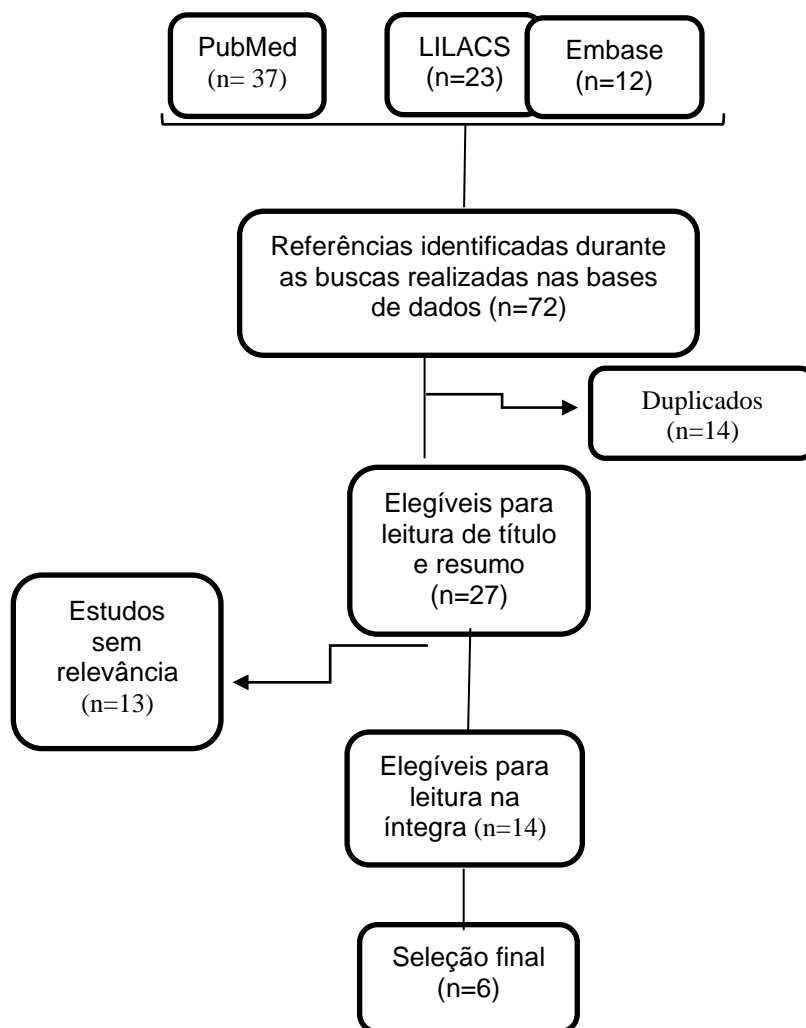 PubMed
(n= 37)
LILACS
(n=23)
Embase
(n=12)
Referências identificadas durante
as buscas realizadas nas bases
de dados (n=72)
Duplicados
(n=14)
Elegíveis para
leitura de título
e resumo
(n=27)
Estudos
sem
relevância
(n=13)
Elegíveis para
leitura na
íntegra (n=14)
Seleção final
(n=6)